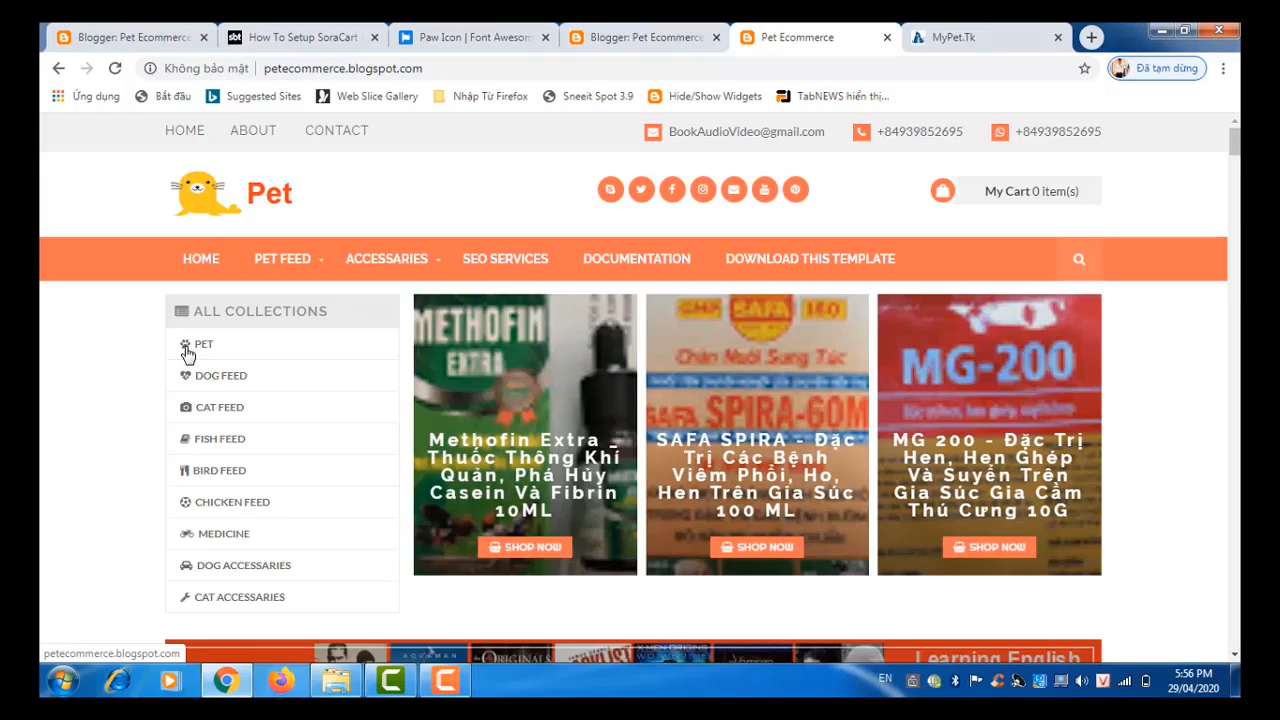 Blogger: Pet Ecommerce
How To Setup SoraCart
Paw Icon | Font Awesom
Blogger: Pet Ecommerce
Pet Ecommerce
MyPet.Tk
Không bảo mật
petecommerce.blogspot.com
Đã tạm dừng
Ứng dụng
Bắt đầu
Suggested Sites
Web Slice Gallery
Nhập Từ Firefox
Sneeit Spot 3.9
Hide/Show Widgets
TabNEWS hiển thị...
HOME
ABOUT
CONTACT
BookAudioVideo@gmail.com
+84939852695
+84939852695
Pet
My Cart 0 item(s)
HOME
PET FEED
ACCESSARIES
SEO SERVICES
DOCUMENTATION
DOWNLOAD THIS TEMPLATE
ALL COLLECTIONS
PET
DOG FEED
CAT FEED
FISH FEED
BIRD FEED
CHICKEN FEED
MEDICINE
DOG ACCESSARIES
CAT ACCESSARIES
METHOFIN
EXTRA
Methofin Extra _
Thuốc Thông Khí
Quản, Phá Hủy
Casein Và Fibrin
10ML
SHOP NOW
SAFA
Chăn Nuôi Sung Túc
SAFA SPIRA-GOM
SAFA SPIRA - Đặc
Trị Các Bệnh
Viêm Phổi, Ho,
Hen Trên Gia Súc
100 ML
SHOP NOW
MG-200
MG 200 - Đặc Trị
Hen, Hen Ghép
Và Suyễn Trên
Gia Súc Gia Cầm
Thú Cưng 10G
SHOP NOW
petecommerce.blogspot.com
AQUAMAN
The ORIGINALS
X-MEN ORIGINS
Learning English
EN
5:56 PM
29/04/2020